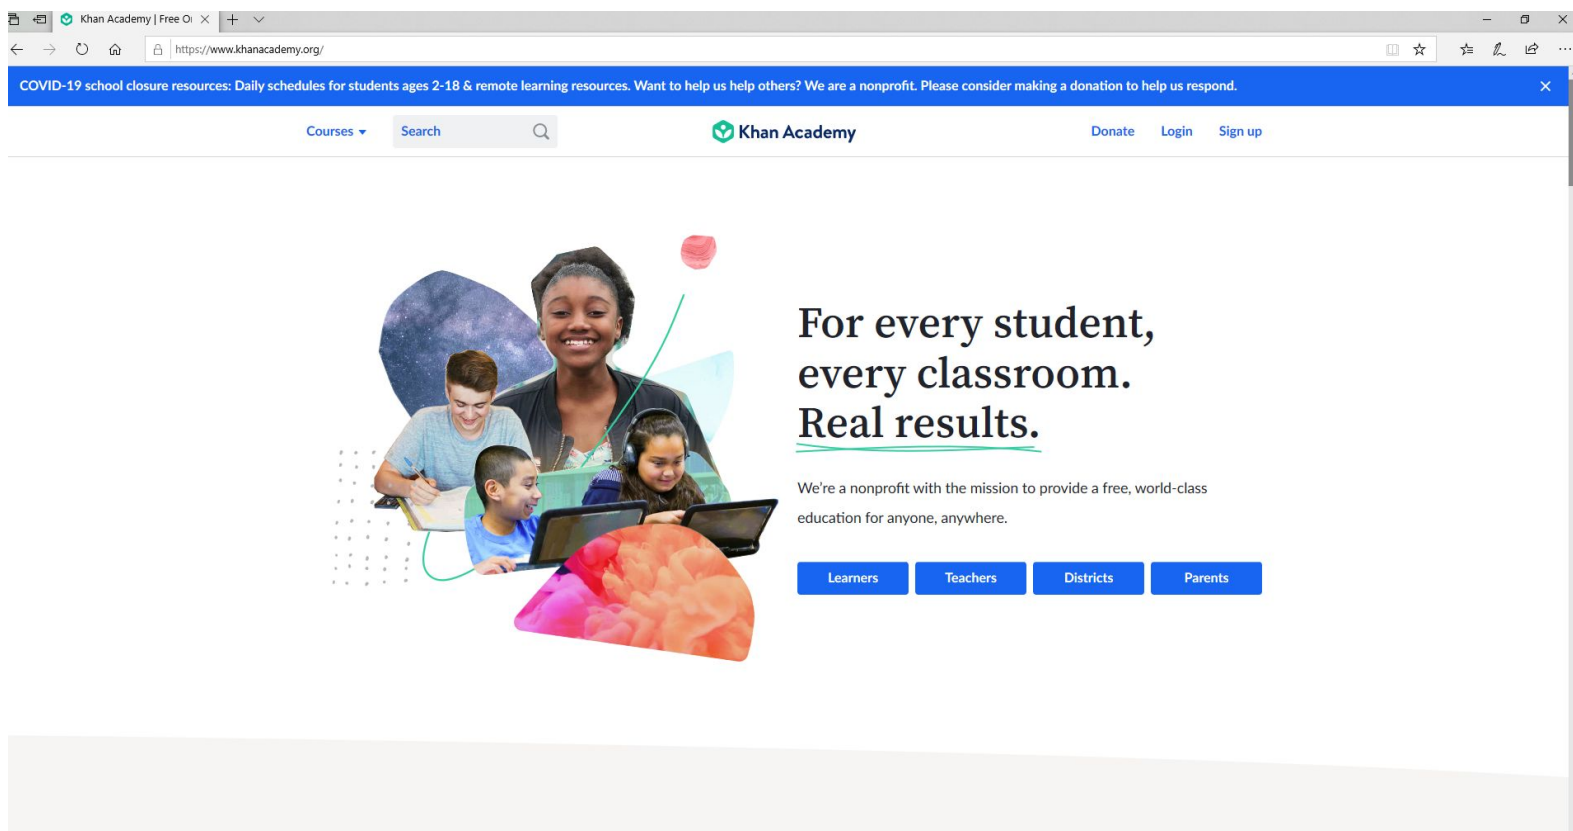 Khan Academy | Free O
https://www.khanacademy.org/
COVID-19 school closure resources: Daily schedules for students ages 2-18 & remote learning resources. Want to help us help others? We are a nonprofit. Please consider making a donation to help us respond.
Courses Search Khan Academy Donate Login Sign up
For every student,
every classroom.
Real results.
We're a nonprofit with the mission to provide a free, world-class
education for anyone, anywhere.
Learners Teachers Districts Parents